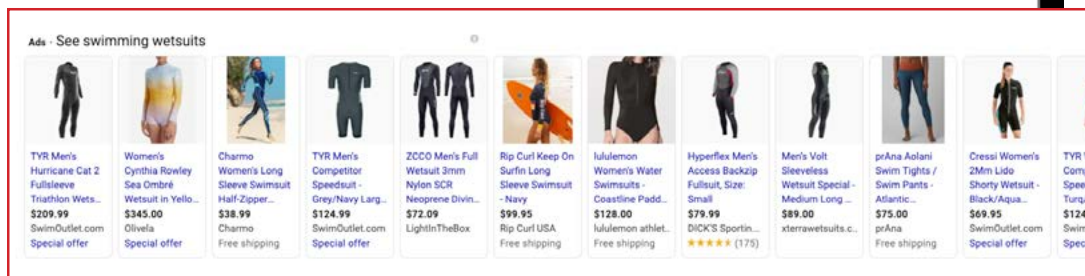 Ads · See swimming wetsuits
TYR Men's
Hurricane Cat 2
Fullsleeve
Triathlon Wets...
$209.99
SwimOutlet.com
Special offer
Women's
Cynthia Rowley
Sea Ombré
Wetsuit in Yello...
$345.00
Olivela
Special offer
Charmo
Women's Long
Sleeve Swimsuit
Half-Zipper...
$38.99
Charmo
Free shipping
TYR Men's
Competitor
Speedsuit -
Grey/Navy Larg...
$124.99
SwimOutlet.com
Special offer
ZCCO Men's Full
Wetsuit 3mm
Nylon SCR
Neoprene Divin...
$72.09
LightInTheBox
Rip Curl Keep On
Surfin Long
Sleeve Swimsuit
- Navy
$99.95
Rip Curl USA
Free shipping
lululemon
Women's Water
Swimsuits -
Coastline Padd...
$128.00
lululemon athlet..
Free shipping
Hyperflex Men's
Access Backzip
Fullsuit, Size:
Small
$79.99
DICK'S Sportin...
(175)
Men's Volt
Sleeveless
Wetsuit Special -
Medium Long ...
$89.00
xterrawetsuits.c..
prAna Aolani
Swim Tights /
Swim Pants -
Atlantic...
$75.00
prAna
Free shipping
Cressi Women's
2Mm Lido
Shorty Wetsuit -
Black/Aqua...
$69.95
SwimOutlet.com
Special offer
TYR
Com
Spee
Turq
$124
Swim
Spec